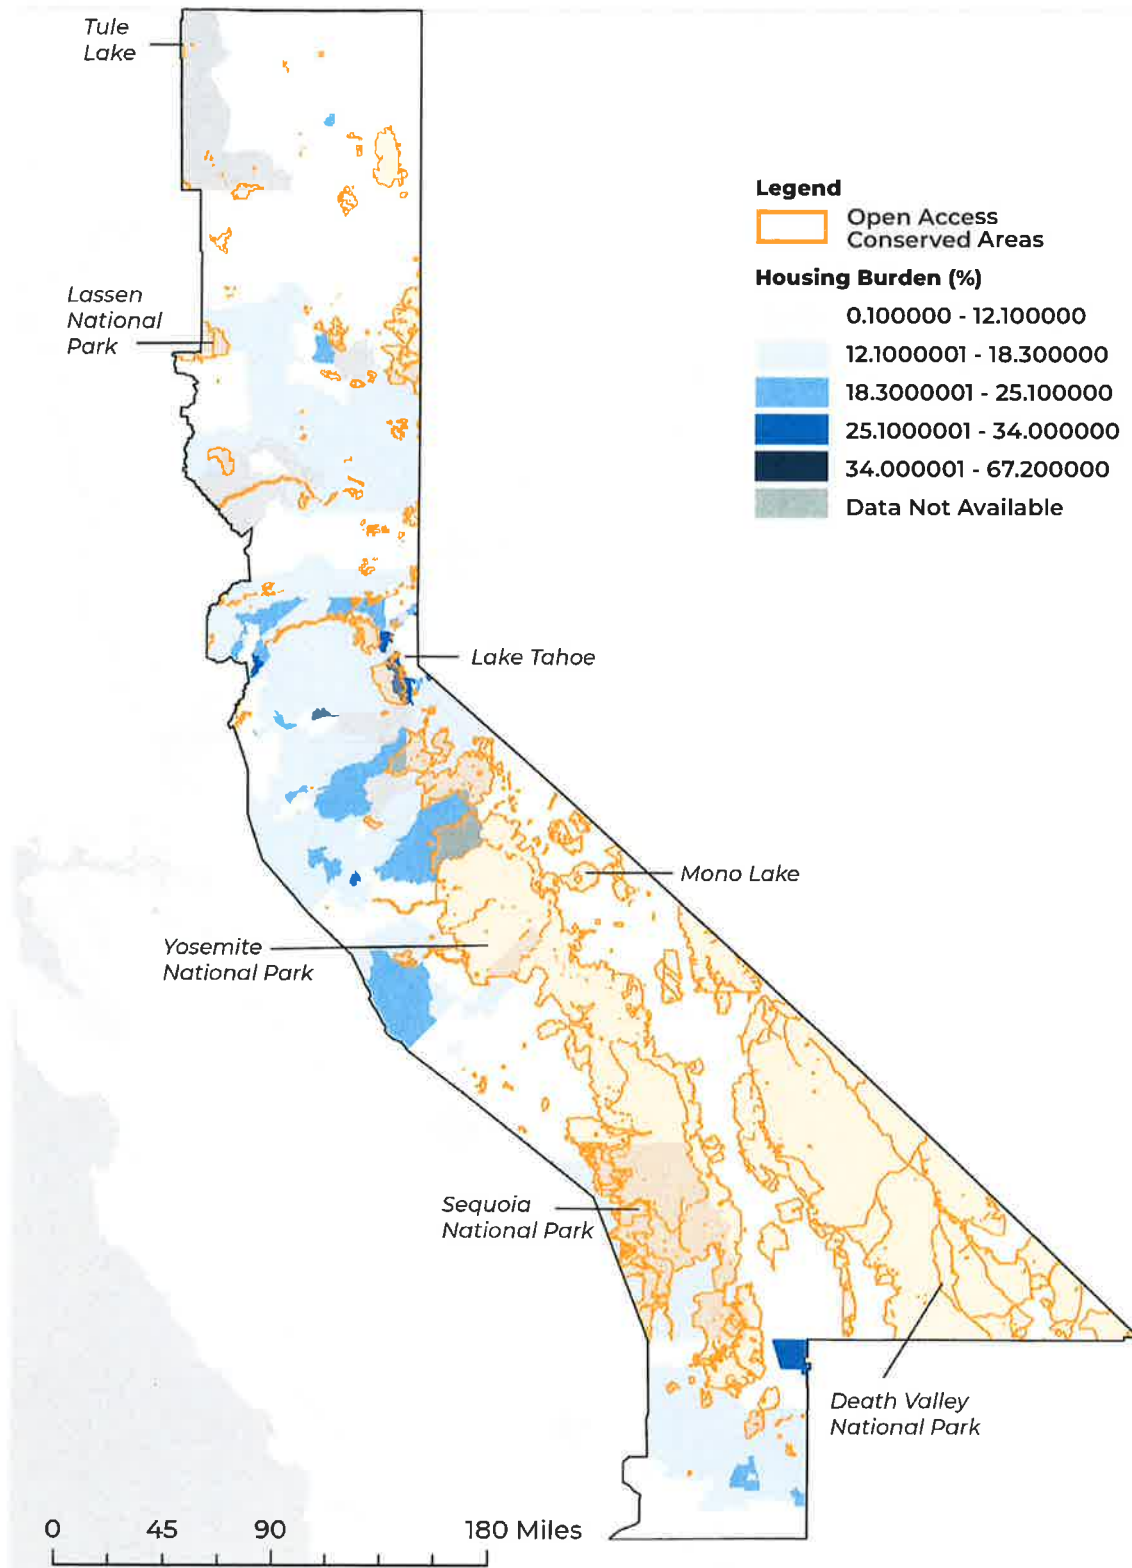 Tule
Lake
Legend
Open Access
Conserved Areas
Housing Burden (%)
0.100000 - 12.100000
12.1000001 - 18.300000
18.3000001 - 25.100000
25.1000001 - 34.000000
34.000001 - 67.200000
Data Not Available
Lassen
National
Park
Lake Tahoe
Mono Lake
Yosemite
National Park
Sequoia
National Park
Death Valley
National Park
0 45 90 180 Miles